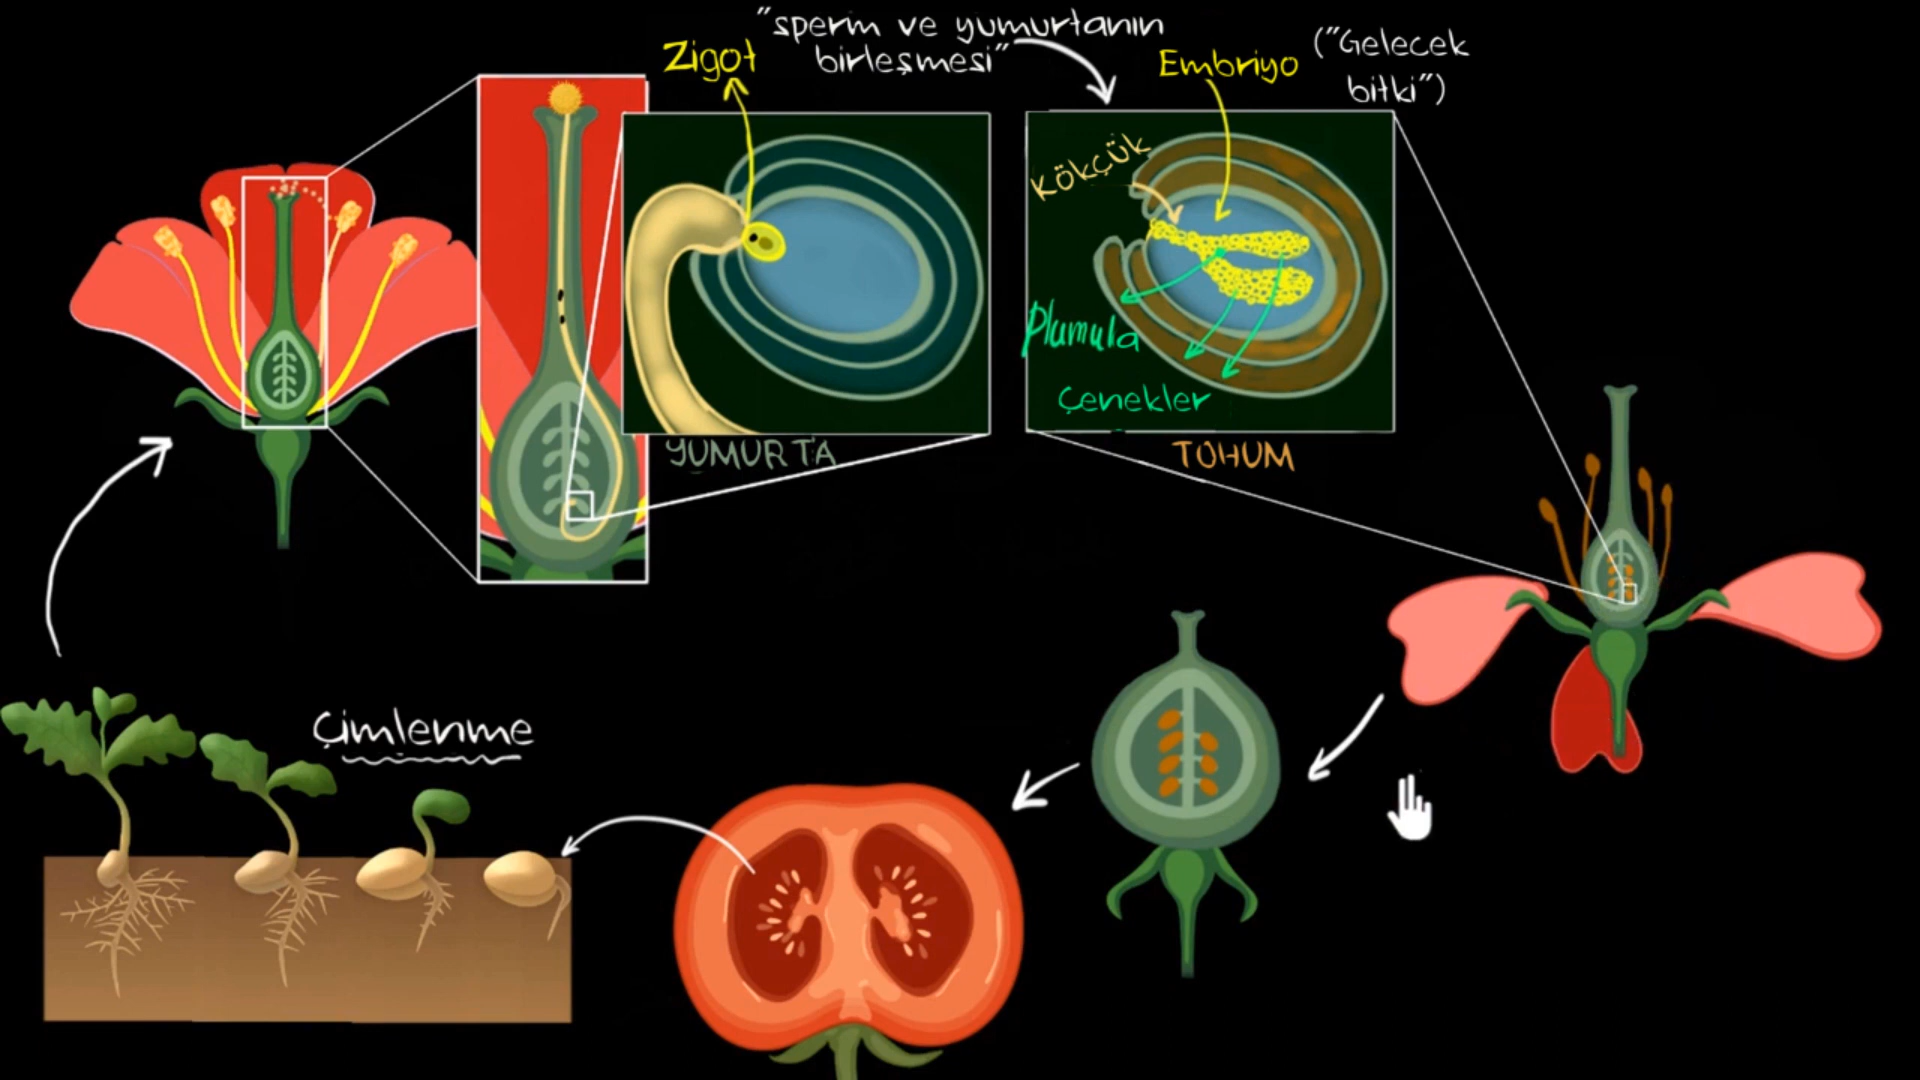 "sperm ve yumurtanın
birleşmesi"
Zigot
Embriyo
("Gelecek
bitki")
Kökçük
Plumula
Çenekler
YUMURTA
TOHUM
Çimlenme